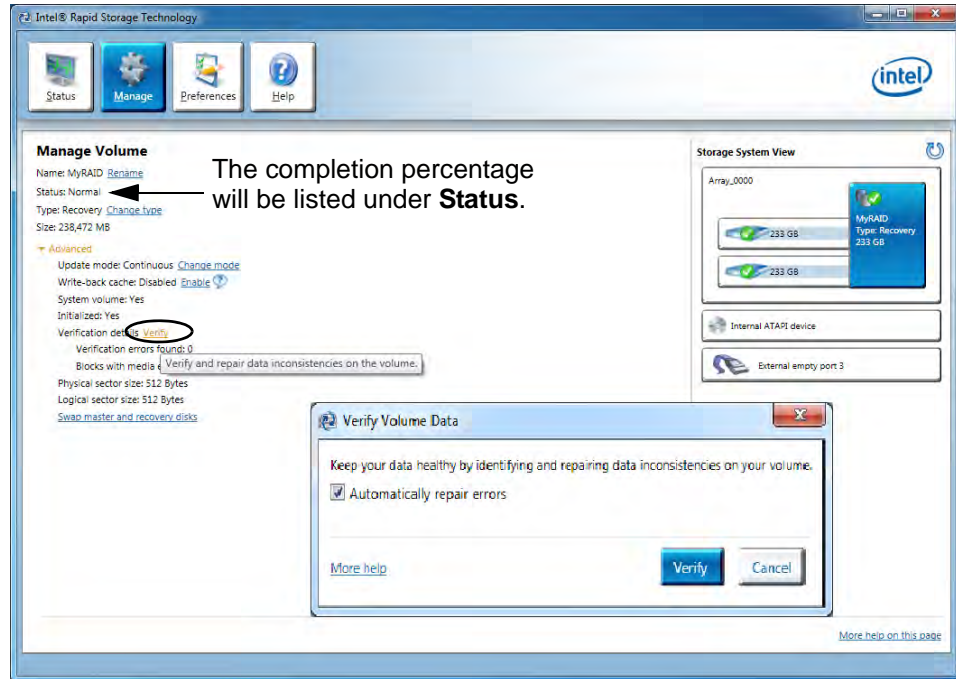 Intel® Rapid Storage Technology
Status
Manage
Preferences
Help
intel
Manage Volume
Name: MyRAID Rename
Status: Normal
Type: Recovery Change type
Size: 238,472 MB
Advanced
Update mode: Continuous Change mode
Write-back cache: Disabled Enable
System volume: Yes
Initialized: Yes
Verification details Verify
Verification errors found: 0
Blocks with media
Verify and repair data inconsistencies on the volume.
Physical sector size: 512 Bytes
Logical sector size: 512 Bytes
Swap master and recovery disks
The completion percentage
will be listed under Status.
Storage System View
Array_0000
233 GB
233 GB
MyRAID
Type: Recovery
233 GB
Internal ATAPI device
External empty port 3
Verify Volume Data
Keep your data healthy by identifying and repairing data inconsistencies on your volume.
Automatically repair errors
More help
Verify
Cancel
More help on this page